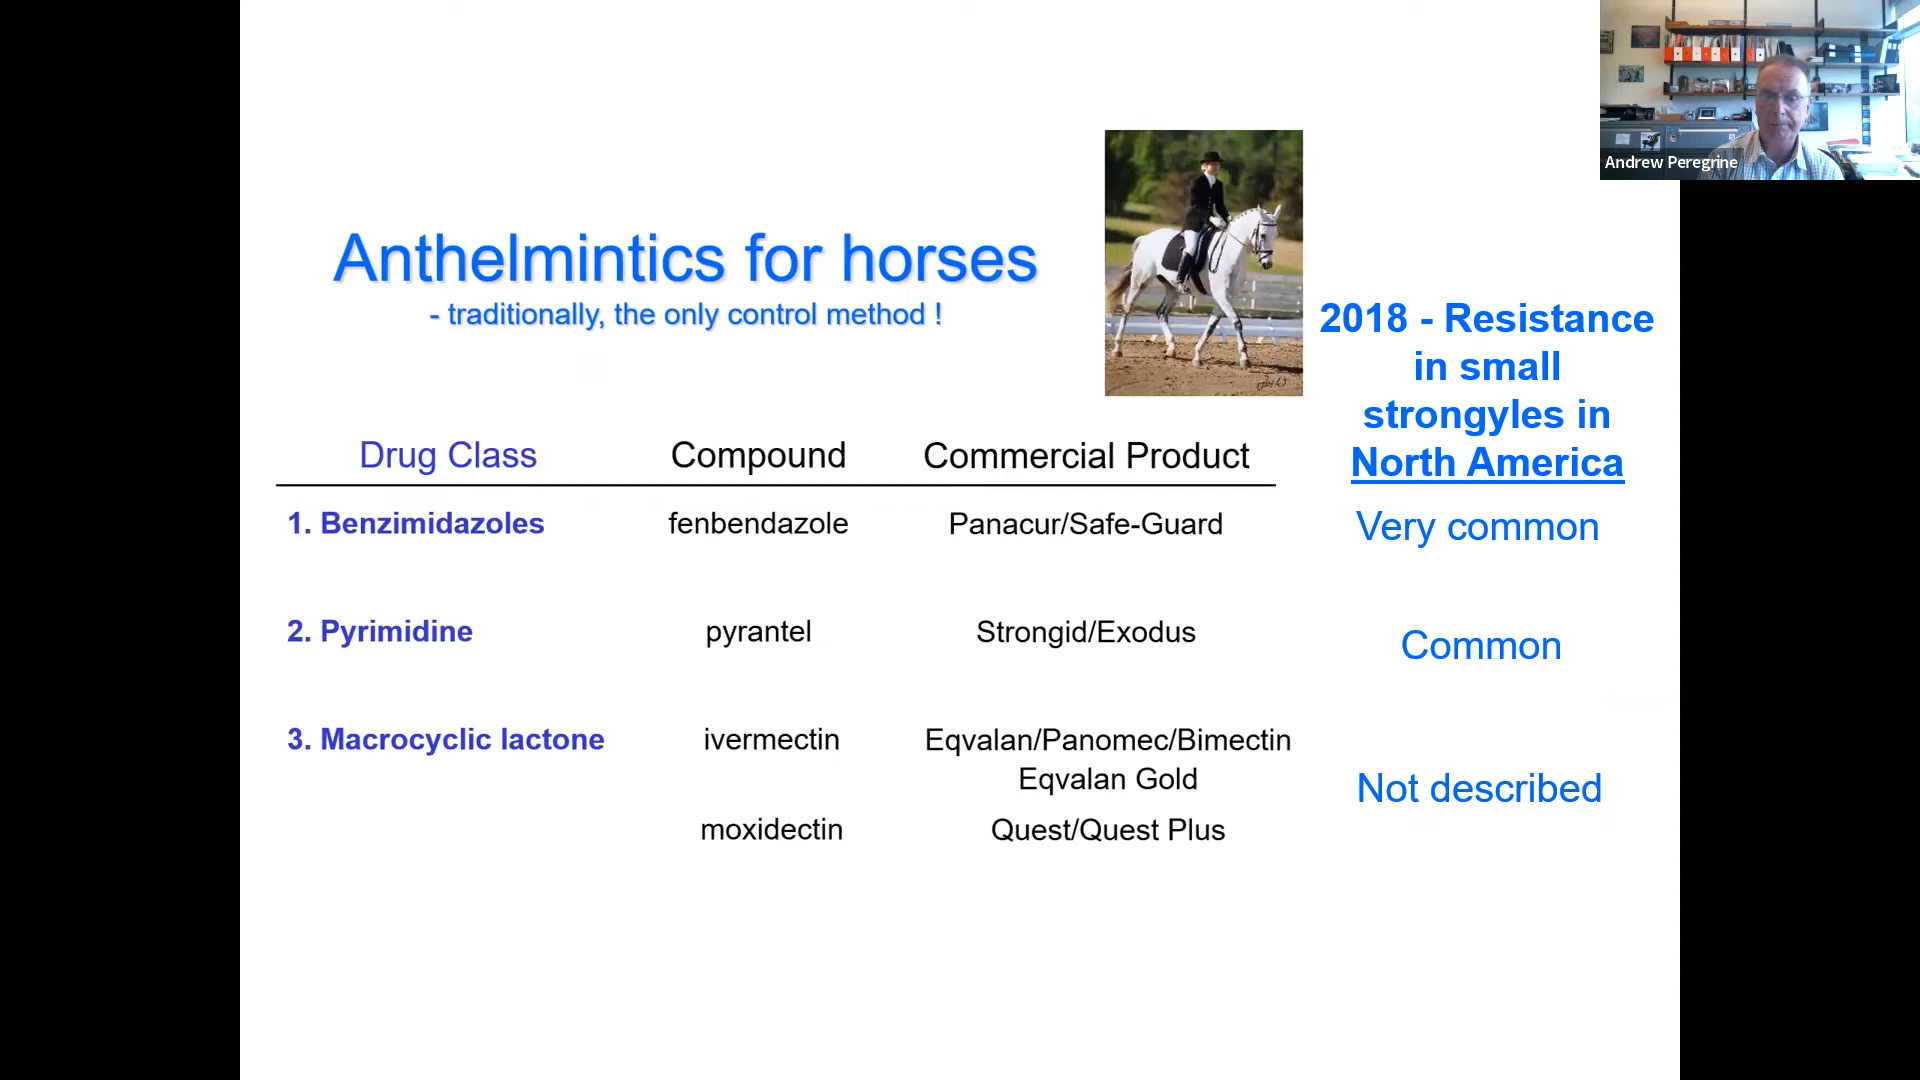 Andrew Peregrine
Anthelmintics for horses
- traditionally, the only control method !
2018 - Resistance
in small
strongyles in
North America
Drug Class Compound Commercial Product
1. Benzimidazoles fenbendazole Panacur/Safe-Guard Very common
2. Pyrimidine pyrantel Strongid/Exodus Common
3. Macrocyclic lactone ivermectin Eqvalan/Panomec/Bimectin
Eqvalan Gold
Not described
moxidectin Quest/Quest Plus